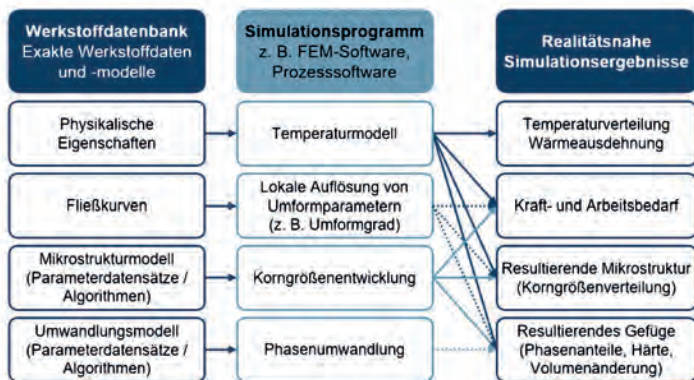 Werkstoffdatenbank
Exakte Werkstoffdaten
und -modelle
Simulationsprogramm
z. B. FEM-Software,
Prozesssoftware
Realitätsnahe
Simulationsergebnisse
Physikalische
Eigenschaften
Temperaturmodell
Temperaturverteilung
Wärmeausdehnung
Fließkurven
Lokale Auflösung von
Umformparametern
(z. B. Umformgrad)
Kraft- und Arbeitsbedarf
Mikrostrukturmodell
(Parameterdatensätze /
Algorithmen)
Korngrößenentwicklung
Resultierende Mikrostruktur
(Korngrößenverteilung)
Umwandlungsmodell
(Parameterdatensätze /
Algorithmen)
Phasenumwandlung
Resultierendes Gefüge
(Phasenanteile, Härte,
Volumenänderung)